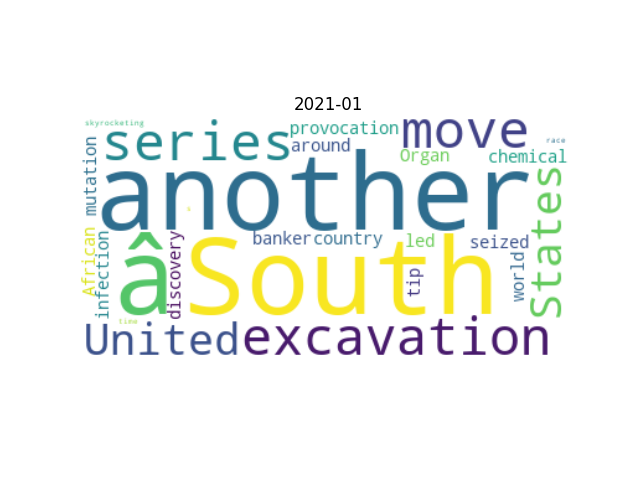 2021-01
skyrocketing
series
provocation
around
move
race
mutation
another
Organ
chemical
States
African
infection
â
discovery
South
banker
country
led
tip
seized
world
time
United
excavation